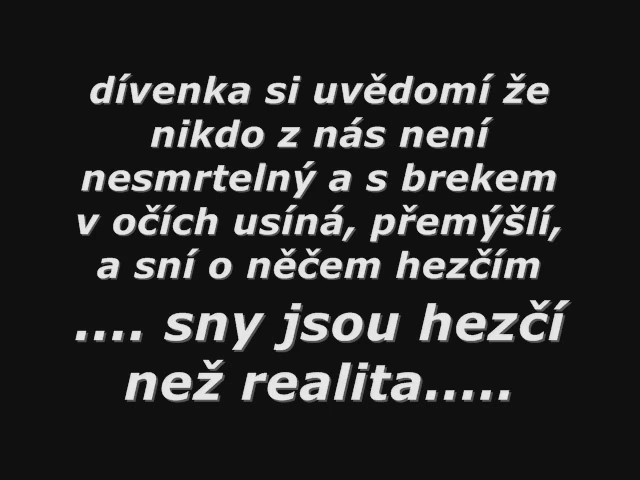 dívenka si uvědomí že
nikdo z nás není
nesmrtelný a s brekem
v očích usíná, přemýšlí,
a sní o něčem hezčím
.... sny jsou hezčí
než realita.....